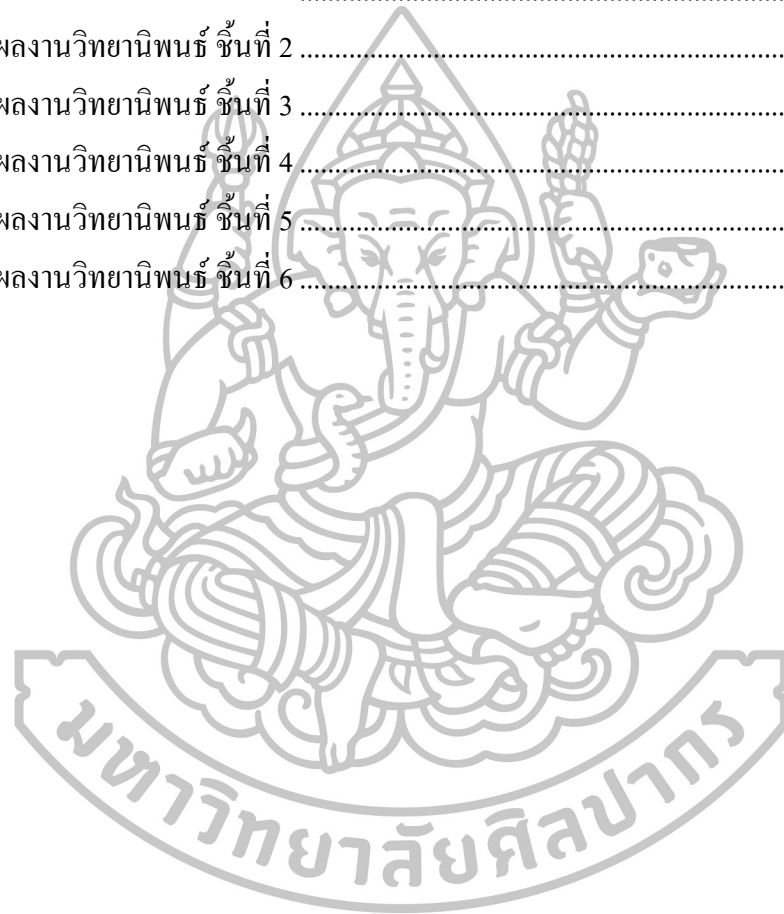 ผลงานวิทยานิพนธ์ ชิ้นที่ 2 ........................................................
ผลงานวิทยานิพนธ์ ชิ้นที่ 3 ........................................................
ผลงานวิทยานิพนธ์ ชิ้นที่ 4 ........................................................
ผลงานวิทยานิพนธ์ ชิ้นที่ 5 ........................................................
ผลงานวิทยานิพนธ์ ชิ้นที่ 6 ........................................................
มหาวิทยาลัยศิลปากร